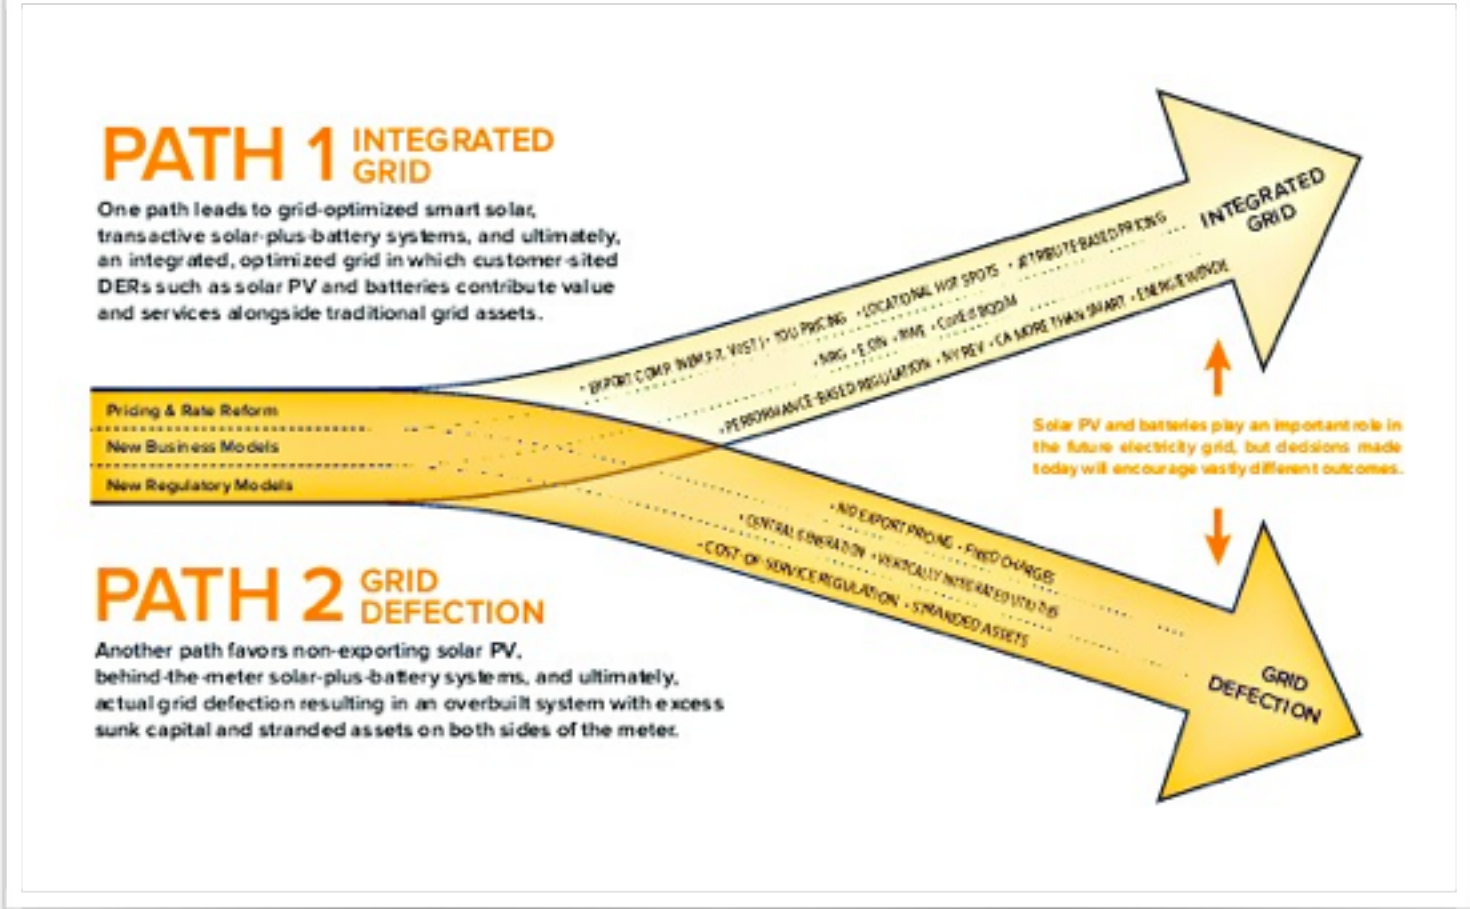 PATH 1 INTEGRATED
GRID
One path leads to grid-optimized smart solar,
transactive solar-plus-battery systems, and ultimately,
an integrated, optimized grid in which customer-sited
DERs such as solar PV and batteries contribute value
and services alongside traditional grid assets.
Pricing & Rate Reform
New Business Models
New Regulatory Models
• EXPORT COMP. • TOU PRICING • LOCATIONAL HOT SPOTS • ATTRIBUTE-BASED PRICING
• NRG • E.ON • RWE
• PERFORMANCE-BASED REGULATION • NY REV • CA MORE THAN SMART • ENERGIEWENDE
INTEGRATED
GRID
Solar PV and batteries play an important role in
the future electricity grid, but decisions made
today will encourage vastly different outcomes.
• NO EXPORT PRICING • FIXED CHARGES
• CENTRAL GENERATION • VERTICALLY INTEGRATED UTILITIES
• COST-OF-SERVICE REGULATION • STRANDED ASSETS
GRID
DEFECTION
PATH 2 GRID
DEFECTION
Another path favors non-exporting solar PV,
behind-the-meter solar-plus-battery systems, and ultimately,
actual grid defection resulting in an overbuilt system with excess
sunk capital and stranded assets on both sides of the meter.